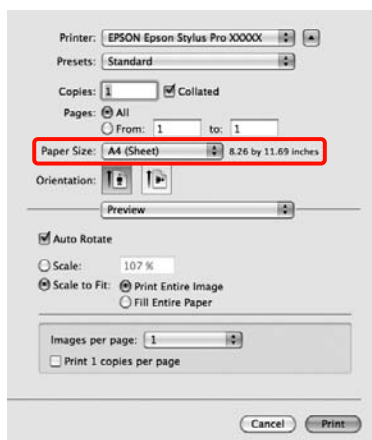 Printer: EPSON Epson Stylus Pro XXXXX
Presets: Standard
Copies: 1 Collated
Pages: All
From: 1 to: 1
Paper Size: A4 (Sheet) 8.26 by 11.69 inches
Orientation:
Preview
Auto Rotate
Scale: 107 %
Scale to Fit: Print Entire Image
Fill Entire Paper
Images per page: 1
Print 1 copies per page
Cancel Print